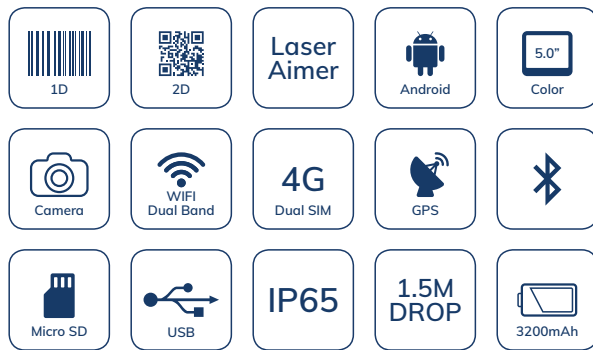 1D
2D
Laser
Aimer
Android
5.0”
Color
Camera
WIFI
Dual Band
4G
Dual SIM
GPS
Micro SD
USB
IP65
1.5M
DROP
3200mAh